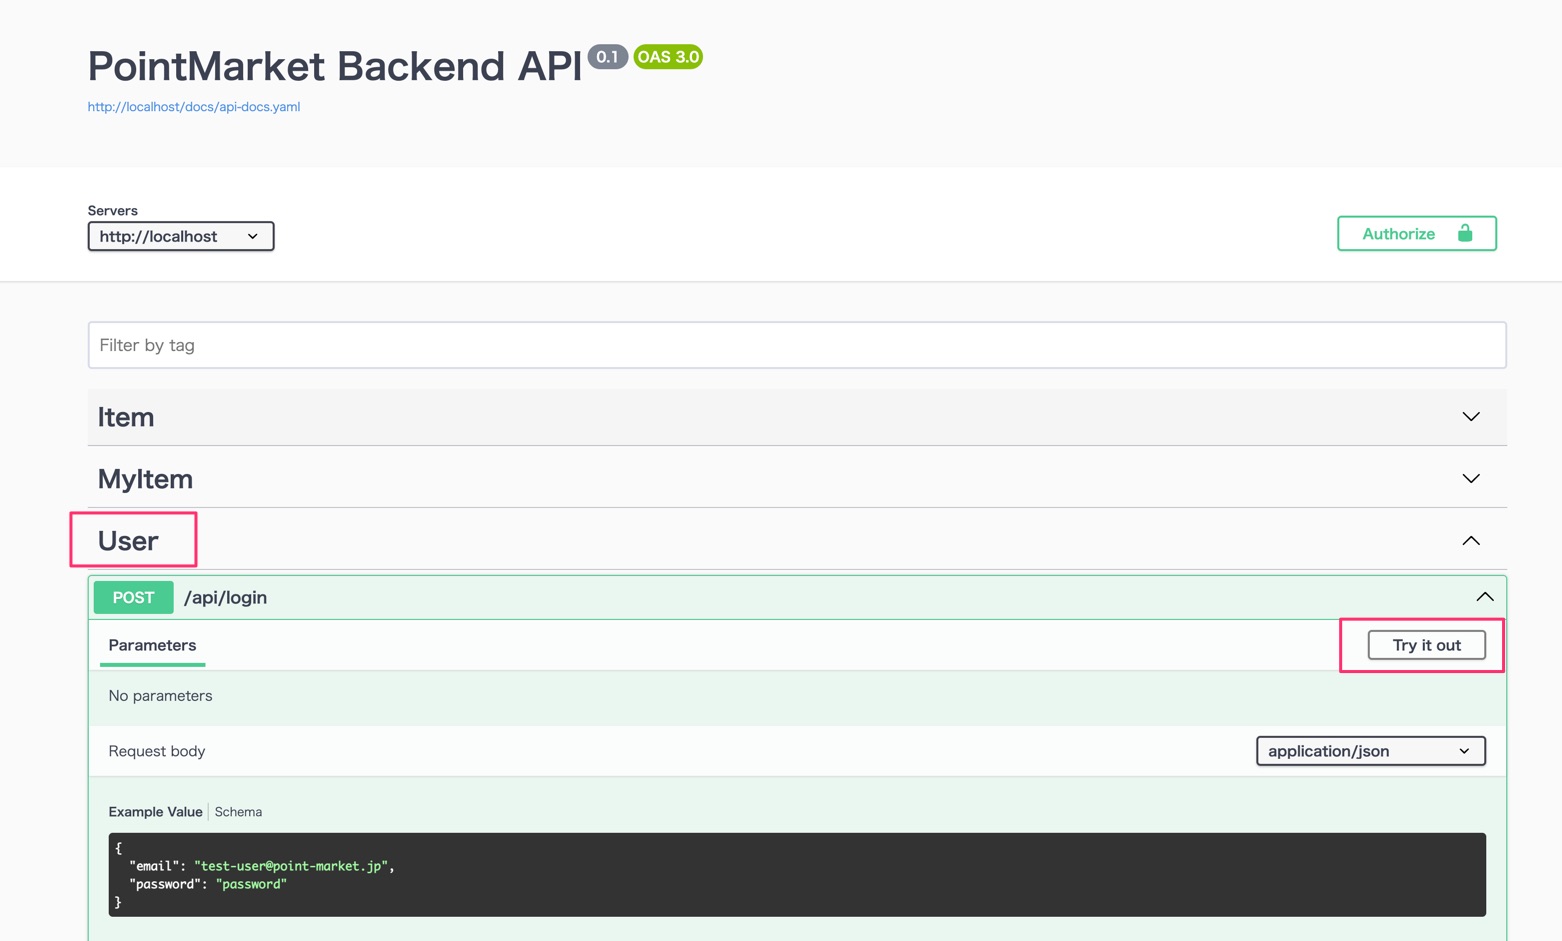 PointMarket Backend API 0.1 OAS 3.0
http://localhost/docs/api-docs.yaml
Servers
http://localhost
Authorize
Filter by tag
Item
MyItem
User
POST /api/login
Parameters
Try it out
No parameters
Request body
application/json
Example Value Schema
{
"email": "test-user@point-market.jp",
"password": "password"
}